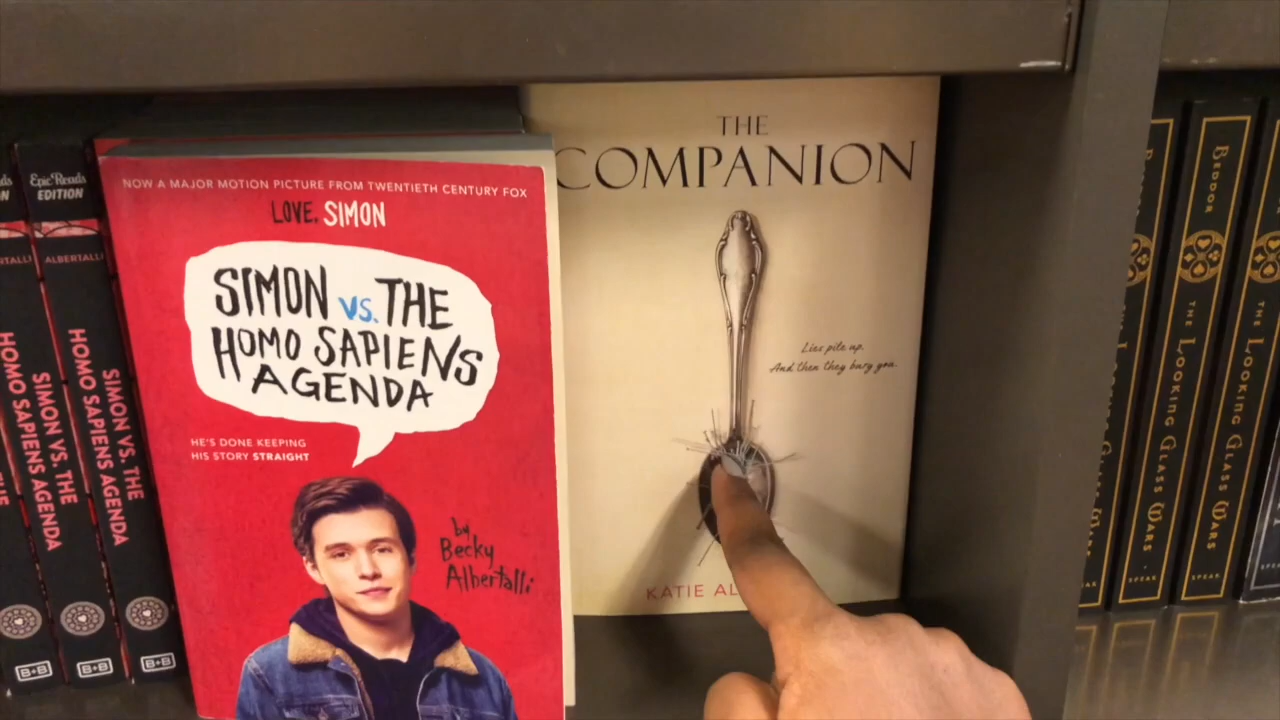 Epic Reads
EDITION
ALBERTALLI
SIMON VS. THE
HOMO SAPIENS AGENDA
SIMON VS. THE
HOMO SAPIENS AGENDA
B+B
B+B
B+B
NOW A MAJOR MOTION PICTURE FROM TWENTIETH CENTURY FOX
LOVE, SIMON
SIMON VS. THE
HOMO SAPIENS
AGENDA
HE'S DONE KEEPING
HIS STORY STRAIGHT
by
Becky
Albertalli
THE
COMPANION
Lies pile up.
And then they bury you.
KATIE AL
BEDDOR
THE LOOKING GLASS WARS
SPEAK
THE LOOKING GLASS WARS
SPEAK